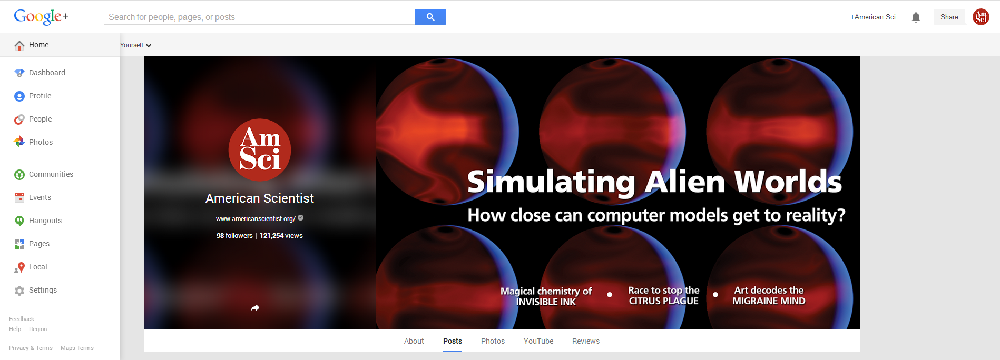 Google+
Search for people, pages, or posts
+American Sci...
Share
Am
Sci
Home
Yourself
Dashboard
Profile
People
Photos
Communities
Events
Hangouts
Pages
Local
Settings
Feedback
Help · Region
Privacy & Terms · Maps Terms
Am
Sci
American Scientist
www.americanscientist.org/
98 followers | 121,254 views
Simulating Alien Worlds
How close can computer models get to reality?
Magical chemistry of
INVISIBLE INK
•
Race to stop the
CITRUS PLAGUE
•
Art decodes the
MIGRAINE MIND
About
Posts
Photos
YouTube
Reviews